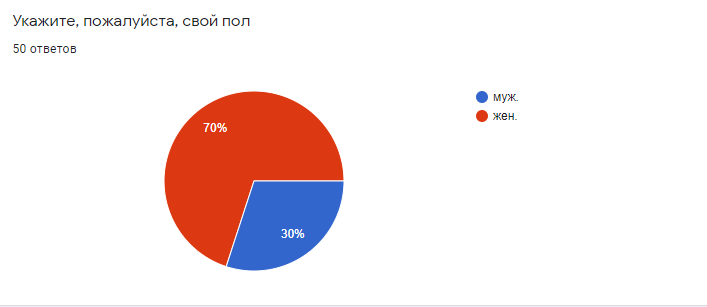 Укажите, пожалуйста, свой пол
50 ответов
муж.
жен.
70%
30%